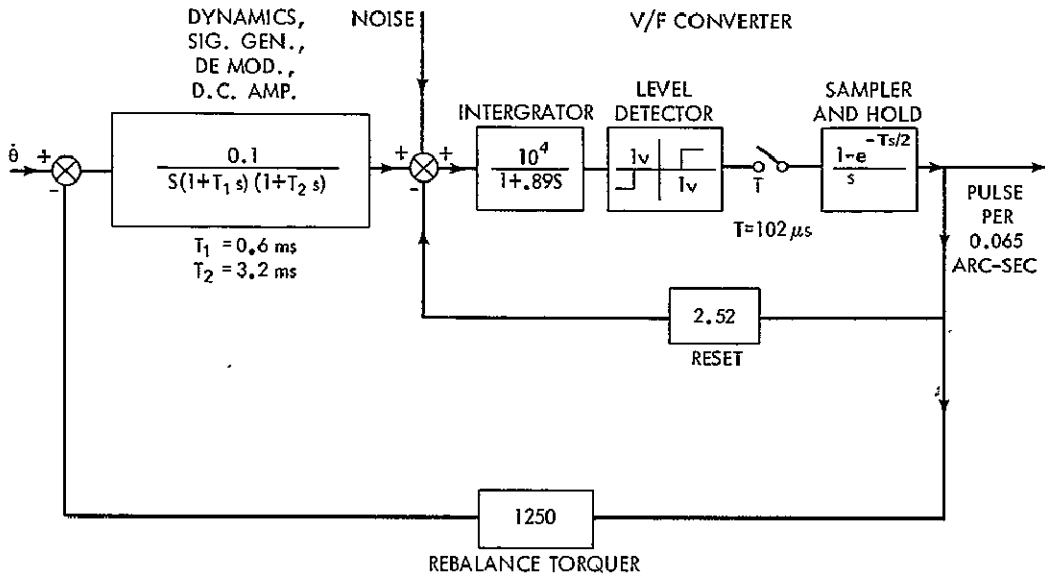 DYNAMICS,
SIG. GEN.,
DE MOD.,
D.C. AMP.
NOISE
V/F CONVERTER
INTERGRATOR
LEVEL
DETECTOR
SAMPLER
AND HOLD
θ̇
+
-
0.1
S(1+T₁ s) (1+T₂ s)
T₁ = 0.6 ms
T₂ = 3.2 ms
+
+
-
10⁴
1+.89S
1v
1v
T
T=102 μs
1-e^-Ts/2
s
PULSE
PER
0.065
ARC-SEC
2.52
RESET
1250
REBALANCE TORQUER